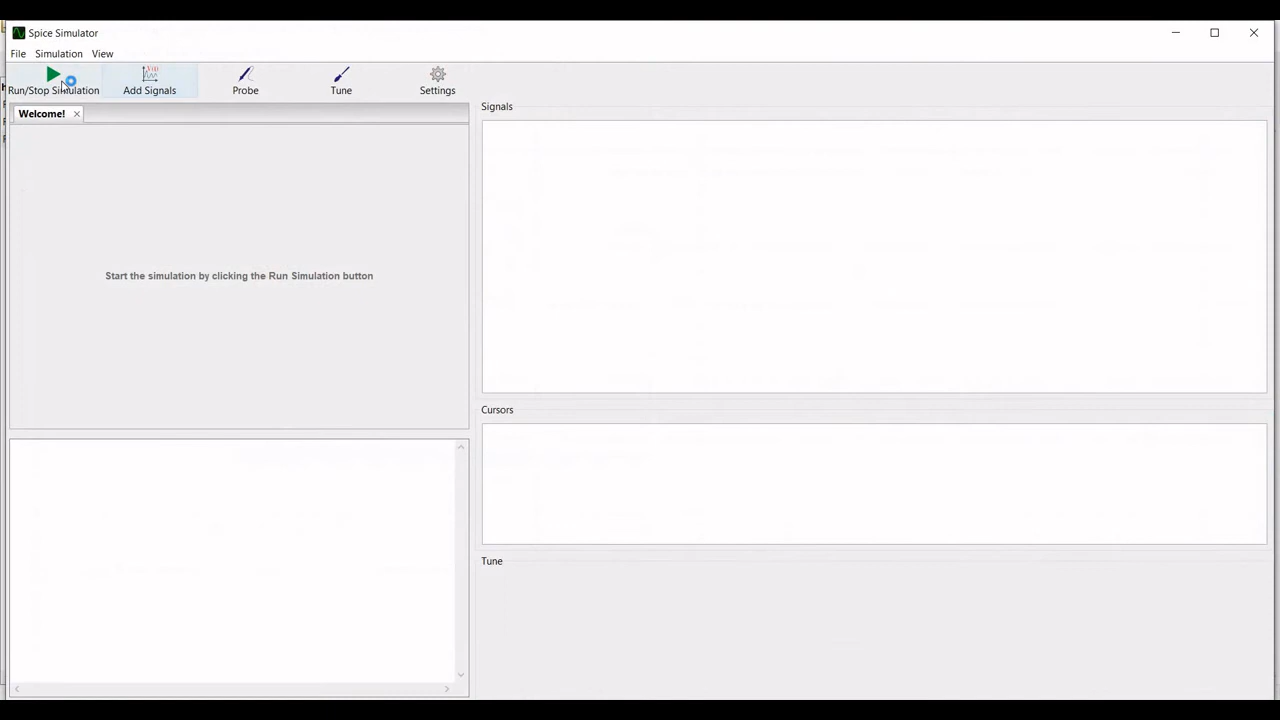 Spice Simulator
File Simulation View
Run/Stop Simulation Add Signals Probe Tune Settings
Welcome!
Signals
Start the simulation by clicking the Run Simulation button
Cursors
Tune